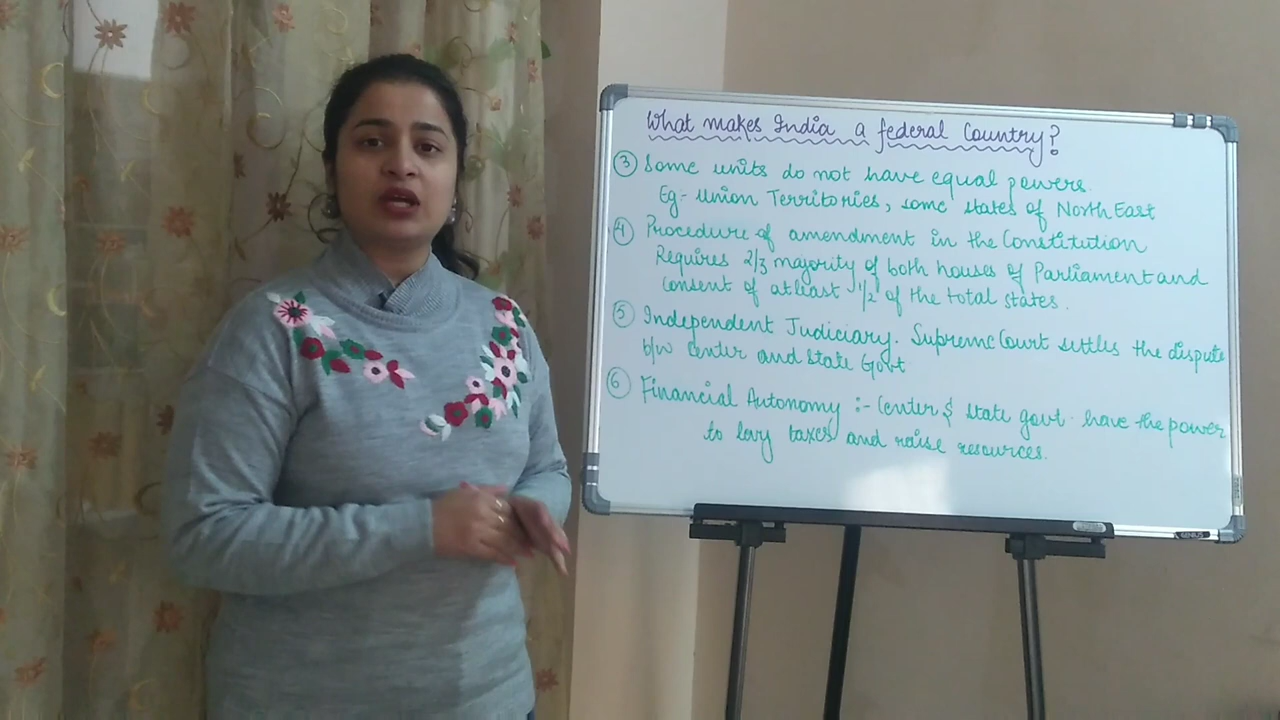 What makes India a federal Country?
③ Some units do not have equal powers.
Eg:- Union Territories, some states of North East
④ Procedure of amendment in the Constitution
Requires 2/3 majority of both houses of Parliament and
consent of atleast 1/2 of the total states.
⑤ Independent Judiciary. Supreme Court settles the dispute
b/w center and state Govt
⑥ Financial Autonomy :- Center & state govt. have the power
to levy taxes and raise resources.
GENIUS